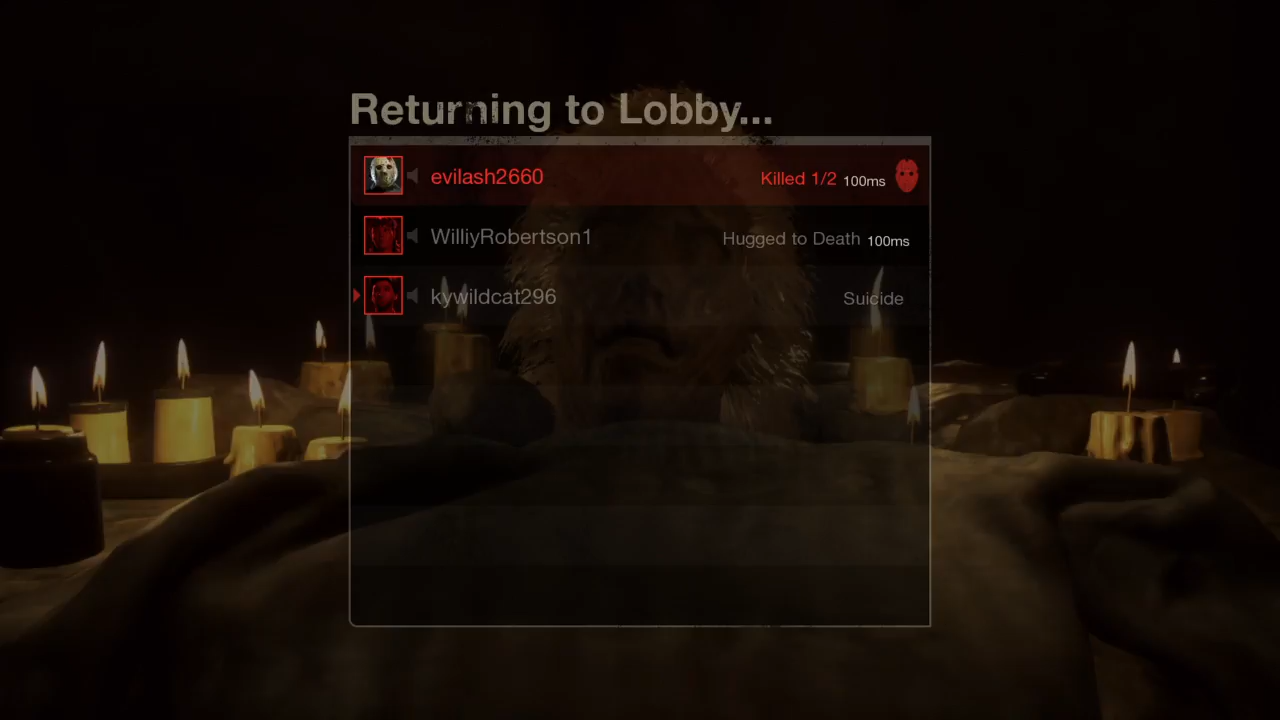 Returning to Lobby...
evilash2660 Killed 1/2 100ms
WilliyRobertson1 Hugged to Death 100ms
kywildcat296 Suicide